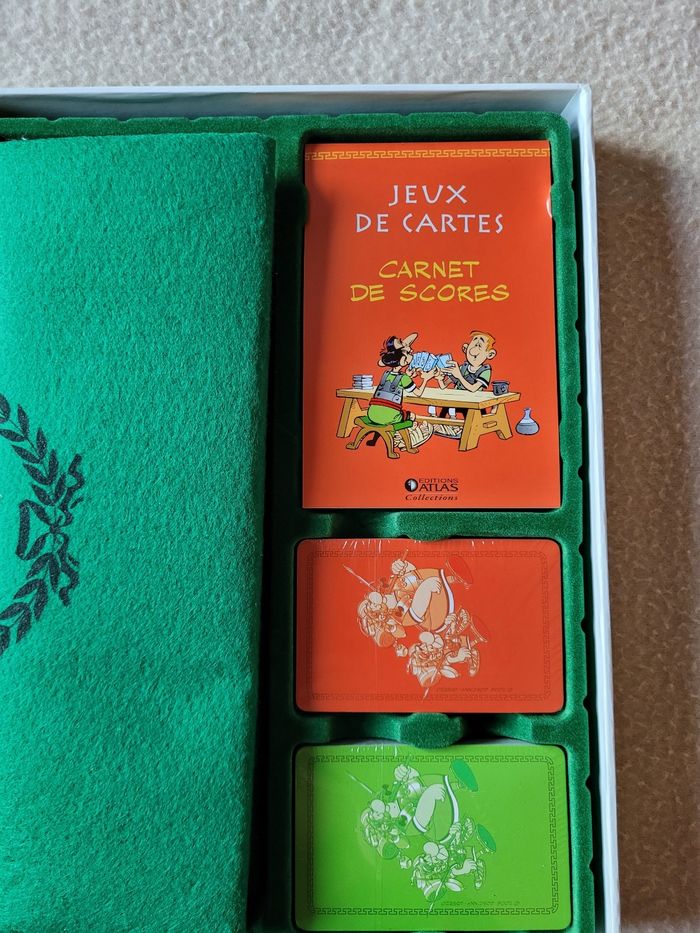 JEUX
DE CARTES
CARNET
DE SCORES
EDITIONS
ATLAS
Collections